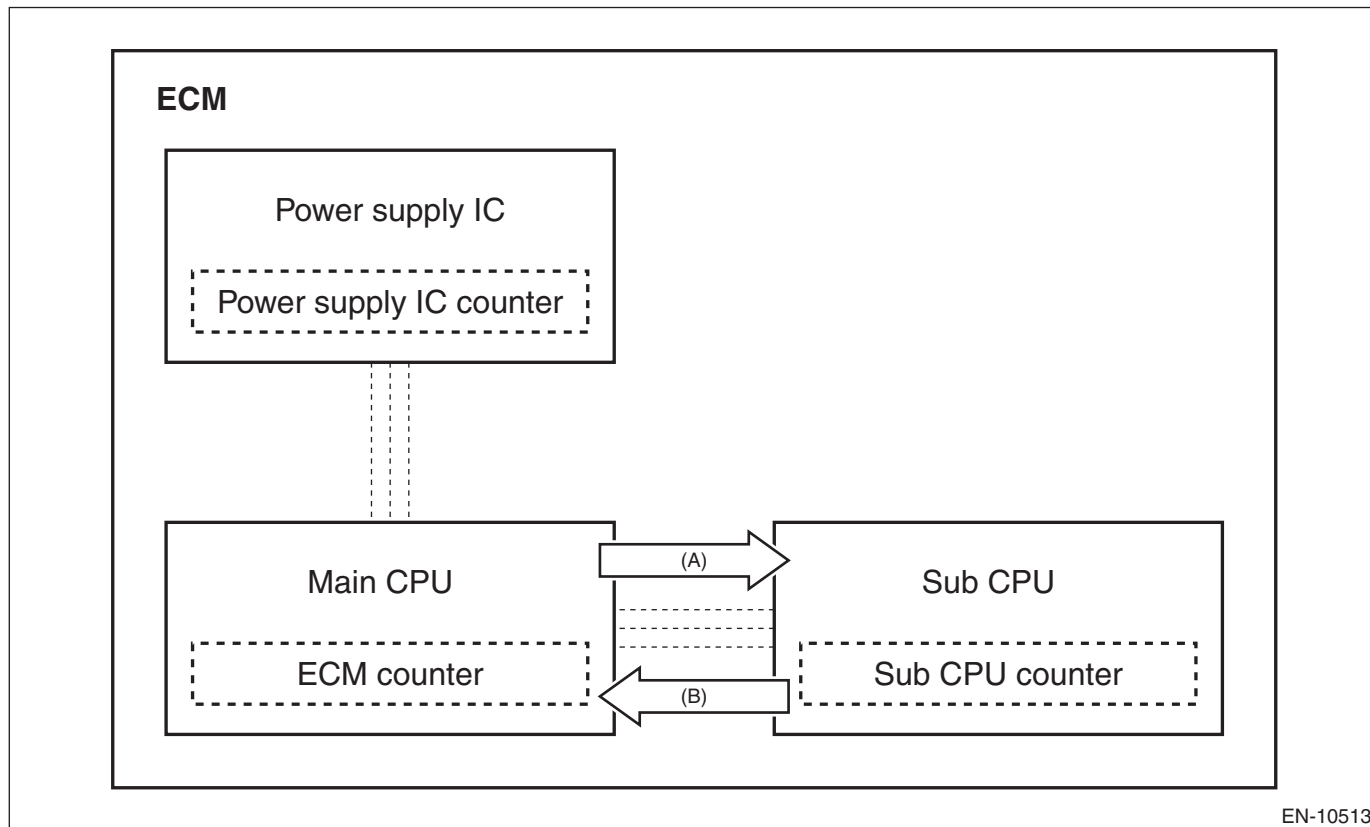 ECM
Power supply IC
Power supply IC counter
Main CPU
(A)
Sub CPU
ECM counter
(B)
Sub CPU counter
EN-10513